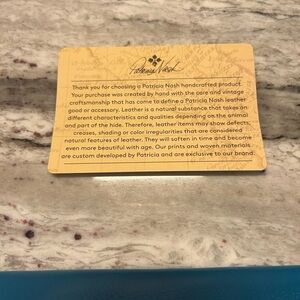 Patricia Nash
Thank you for choosing a Patricia Nash handcrafted product.
Your purchase was created by hand with the care and vintage
craftsmanship that has come to define a Patricia Nash leather
good or accessory. Leather is a natural substance that takes on
different characteristics and qualities depending on the animal
and part of the hide. Therefore, leather items may show defects,
creases, shading or color irregularities that are considered
natural features of leather. They will soften in time and become
even more beautiful with age. Our prints and woven materials
are custom developed by Patricia and are exclusive to our brand.